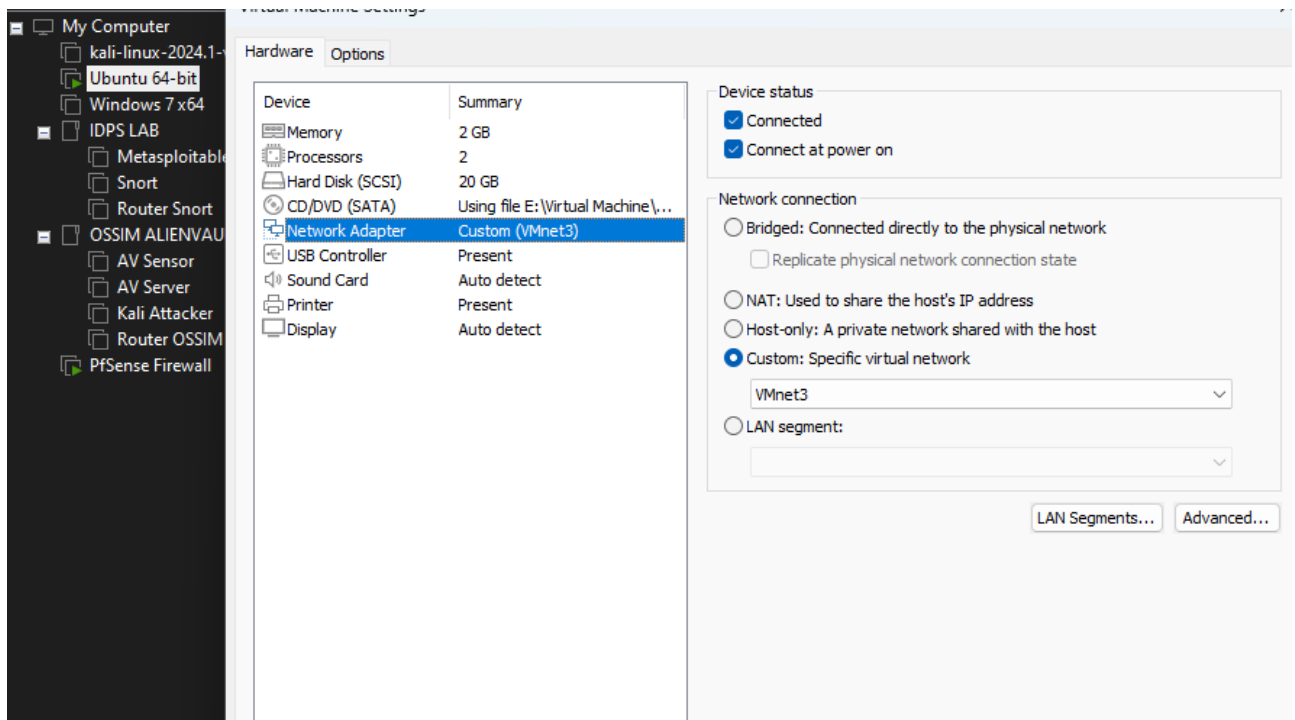 Virtual Machine Settings
My Computer
kali-linux-2024.1-
Ubuntu 64-bit
Windows 7 x64
IDPS LAB
Metasploitable
Snort
Router Snort
OSSIM ALIENVAU
AV Sensor
AV Server
Kali Attacker
Router OSSIM
PfSense Firewall
Hardware Options
Device Summary
Memory 2 GB
Processors 2
Hard Disk (SCSI) 20 GB
CD/DVD (SATA) Using file E:\Virtual Machine\...
Network Adapter Custom (VMnet3)
USB Controller Present
Sound Card Auto detect
Printer Present
Display Auto detect
Device status
Connected
Connect at power on
Network connection
Bridged: Connected directly to the physical network
Replicate physical network connection state
NAT: Used to share the host's IP address
Host-only: A private network shared with the host
Custom: Specific virtual network
VMnet3
LAN segment:
LAN Segments... Advanced...